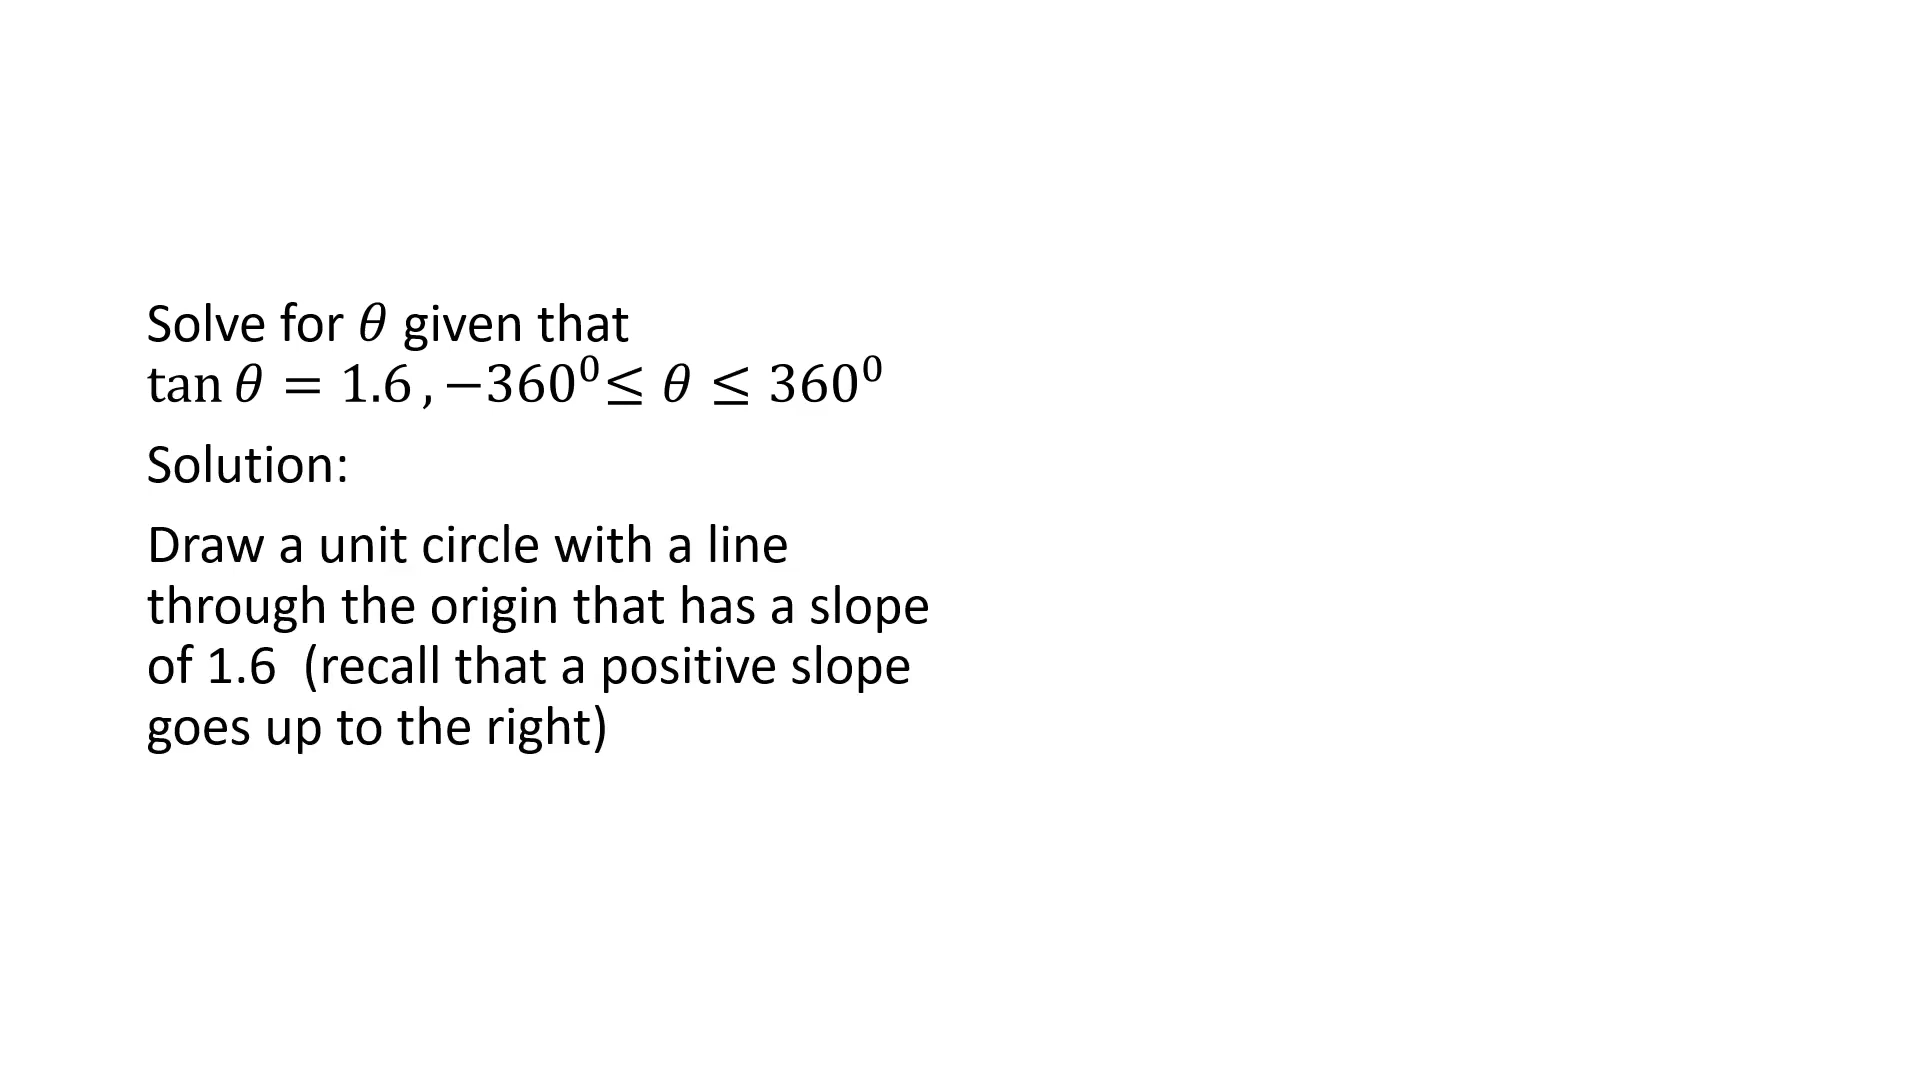 Solve for θ given that
tan θ = 1.6 , −360⁰ ≤ θ ≤ 360⁰
Solution:
Draw a unit circle with a line
through the origin that has a slope
of 1.6 (recall that a positive slope
goes up to the right)